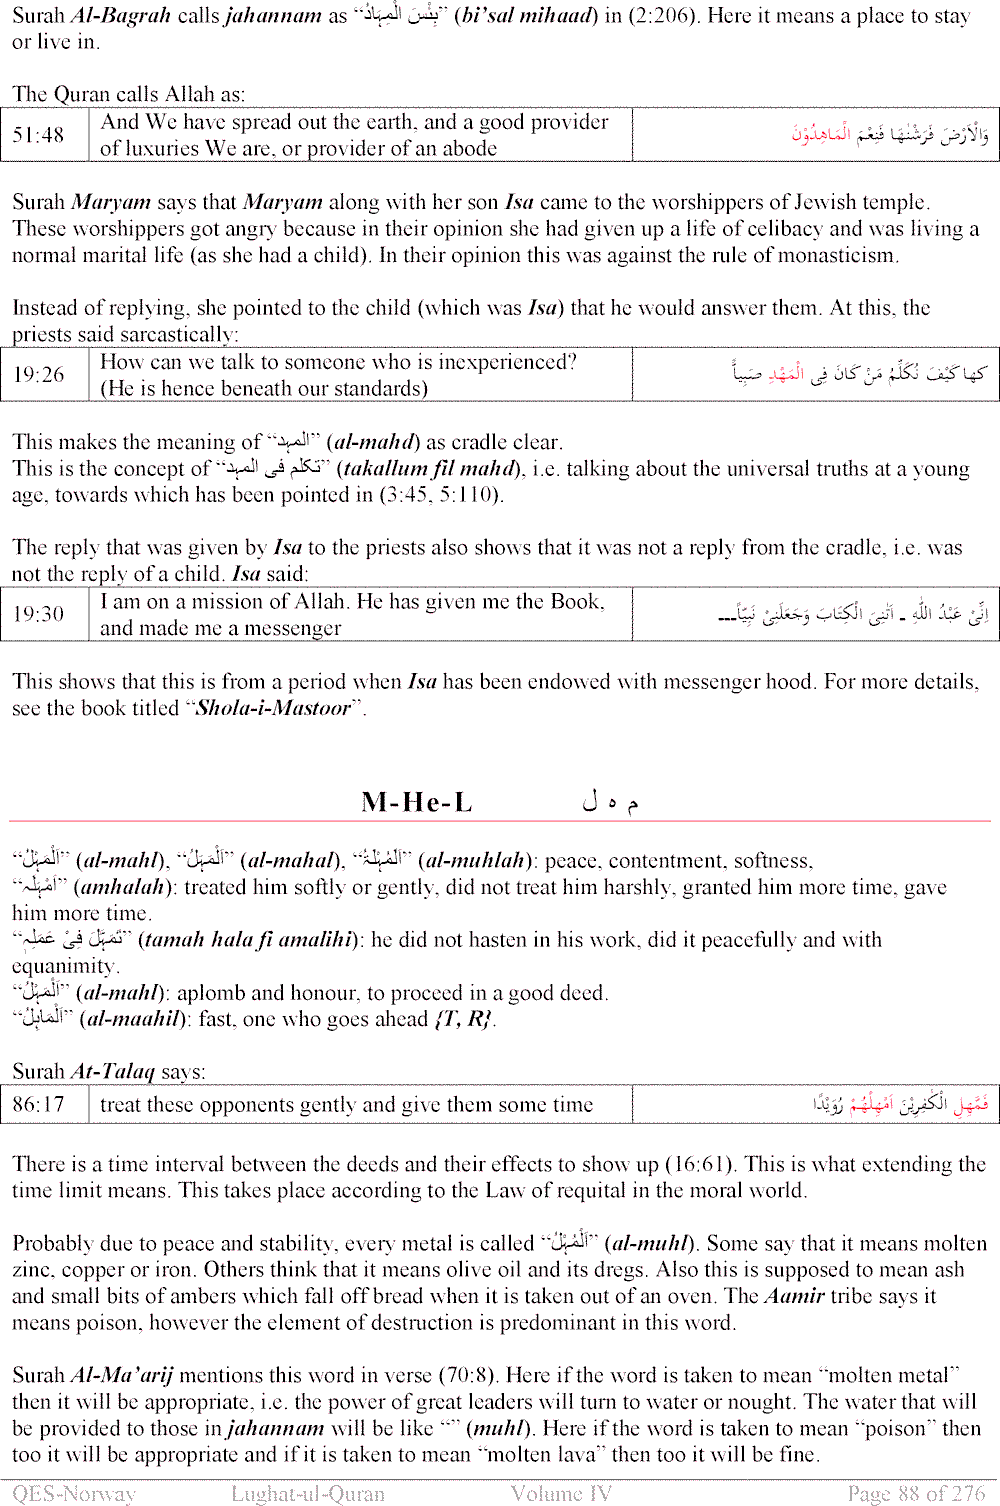 Surah Al-Baqrah calls jahannam as “بِئْسَ الْمِہَادُ” (bi’sal mihaad) in (2:206). Here it means a place to stay
or live in.
The Quran calls Allah as:
51:48 And We have spread out the earth, and a good provider of luxuries We are, or provider of an abode وَالْاَرْضَ فَرَشْنٰهَا فَنِعْمَ الْمَاهِدُوْنَ
Surah Maryam says that Maryam along with her son Isa came to the worshippers of Jewish temple.
These worshippers got angry because in their opinion she had given up a life of celibacy and was living a
normal marital life (as she had a child). In their opinion this was against the rule of monasticism.
Instead of replying, she pointed to the child (which was Isa) that he would answer them. At this, the
priests said sarcastically:
19:26 How can we talk to someone who is inexperienced? (He is hence beneath our standards) کہا کَیْفَ نُکَلِّمُ مَنْ کَانَ فِی الْمَهْدِ صَبِیاًّ
This makes the meaning of “المہد” (al-mahd) as cradle clear.
This is the concept of “تکلم فی المہد” (takallum fil mahd), i.e. talking about the universal truths at a young
age, towards which has been pointed in (3:45, 5:110).
The reply that was given by Isa to the priests also shows that it was not a reply from the cradle, i.e. was
not the reply of a child. Isa said:
19:30 I am on a mission of Allah. He has given me the Book, and made me a messenger اِنِّیْ عَبْدُ اللّٰهِ ۔ اٰتٰنِیَ الْکِتَابَ وَجَعَلَنِیْ نَبِیّاً۔۔۔
This shows that this is from a period when Isa has been endowed with messenger hood. For more details,
see the book titled “Shola-i-Mastoor”.
M-He-L م ہ ل
“اَلْمَہْلُ” (al-mahl), “اَلْمَہَلُ” (al-mahal), “اَلْمُہْلَۃُ” (al-muhlah): peace, contentment, softness,
“اَمْہَلَہٗ” (amhalah): treated him softly or gently, did not treat him harshly, granted him more time, gave
him more time.
“تَمَہَّلَ فِیْ عَمَلِہٖ” (tamah hala fi amalihi): he did not hasten in his work, did it peacefully and with
equanimity.
“اَلْمَہْلُ” (al-mahl): aplomb and honour, to proceed in a good deed.
“اَلْمَاہِلُ” (al-maahil): fast, one who goes ahead {T, R}.
Surah At-Talaq says:
86:17 treat these opponents gently and give them some time فَمَهِّلِ الْکٰفِرِیْنَ اَمْهِلْهُمْ رُوَیْدًا
There is a time interval between the deeds and their effects to show up (16:61). This is what extending the
time limit means. This takes place according to the Law of requital in the moral world.
Probably due to peace and stability, every metal is called “اَلْمُہْلُ” (al-muhl). Some say that it means molten
zinc, copper or iron. Others think that it means olive oil and its dregs. Also this is supposed to mean ash
and small bits of ambers which fall off bread when it is taken out of an oven. The Aamir tribe says it
means poison, however the element of destruction is predominant in this word.
Surah Al-Ma’arij mentions this word in verse (70:8). Here if the word is taken to mean “molten metal”
then it will be appropriate, i.e. the power of great leaders will turn to water or nought. The water that will
be provided to those in jahannam will be like “” (muhl). Here if the word is taken to mean “poison” then
too it will be appropriate and if it is taken to mean “molten lava” then too it will be fine.
QES-Norway Lughat-ul-Quran Volume IV Page 88 of 276